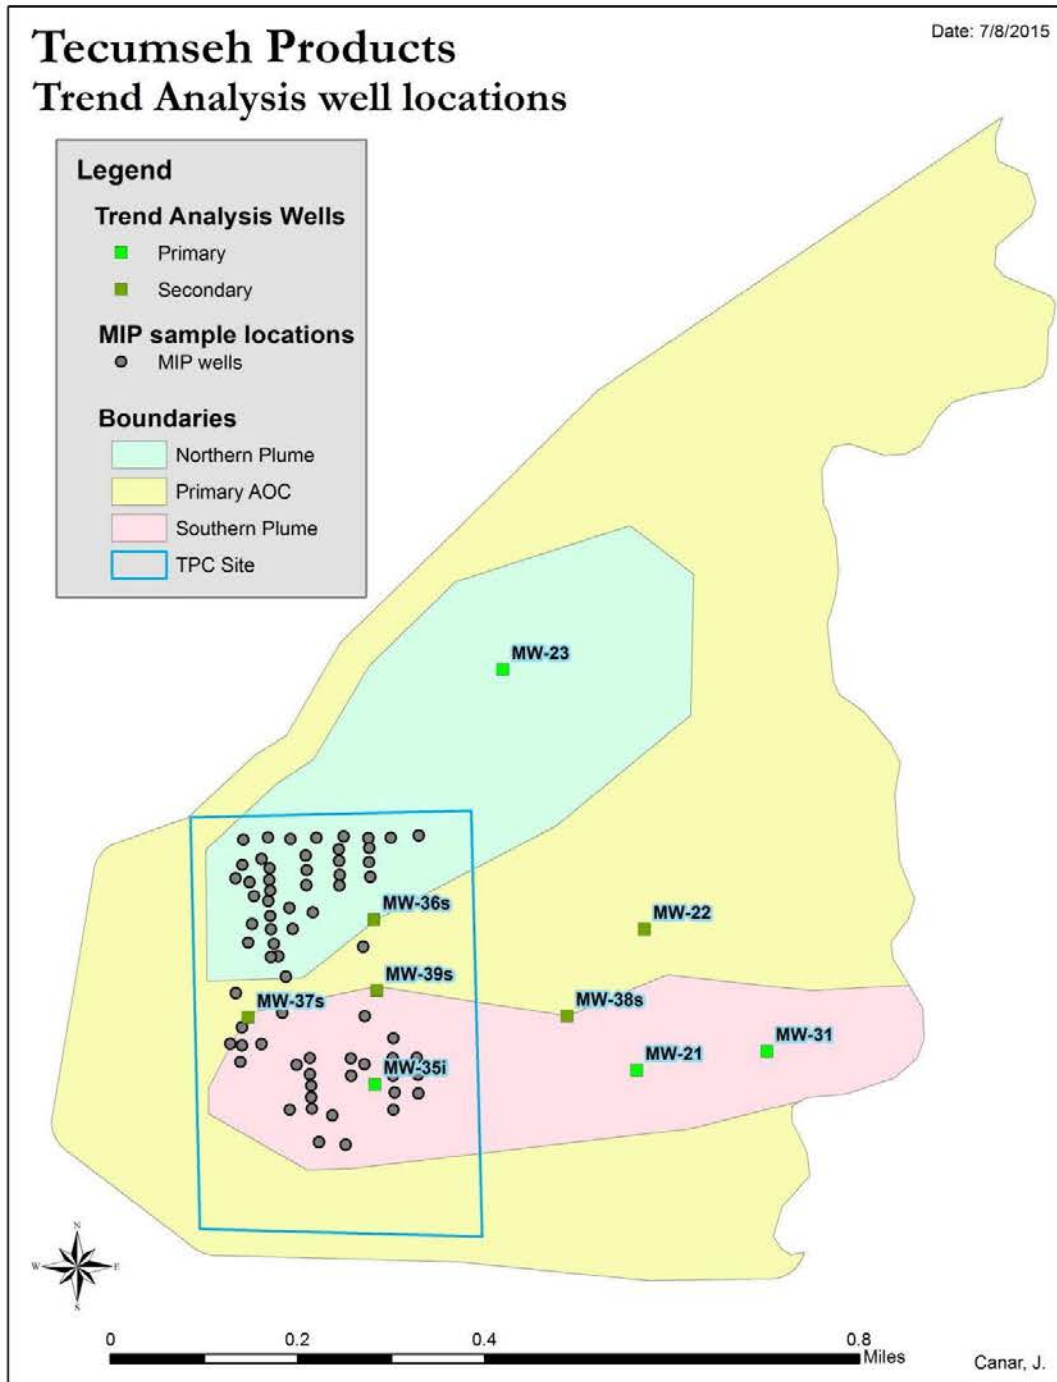 Tecumseh Products
Date: 7/8/2015
Trend Analysis well locations
Legend
Trend Analysis Wells
Primary
Secondary
MIP sample locations
MIP wells
Boundaries
Northern Plume
Primary AOC
Southern Plume
TPC Site
MW-23
MW-36s
MW-22
MW-39s
MW-37s
MW-38s
MW-31
MW-21
MW-35i
N
W
E
S
0 0.2 0.4 0.8
Miles
Canar, J.